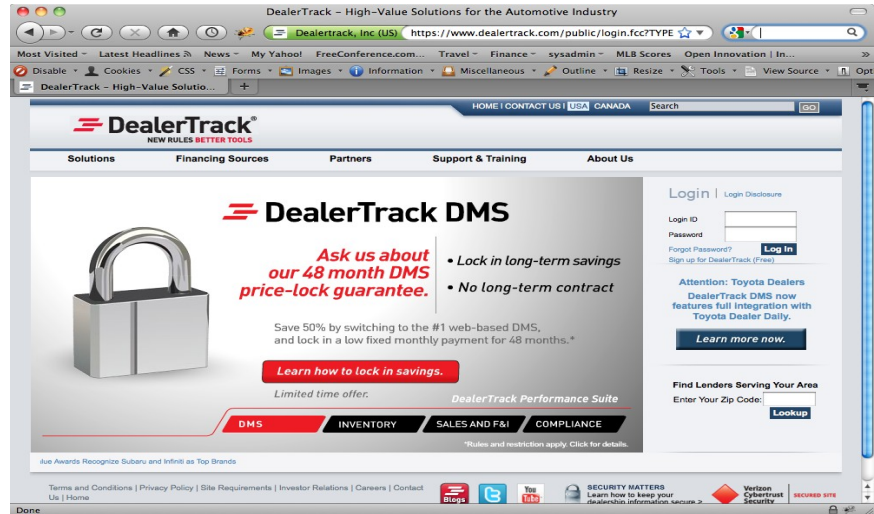 DealerTrack – High-Value Solutions for the Automotive Industry
Dealertrack, Inc (US) https://www.dealertrack.com/public/login.fcc?TYPE
Most Visited Latest Headlines News My Yahoo! FreeConference.com... Travel Finance sysadmin MLB Scores Open Innovation | In... »
Disable Cookies CSS Forms Images Information Miscellaneous Outline Resize Tools View Source Opt
DealerTrack – High-Value Solutio... +
HOME | CONTACT US | USA CANADA Search GO
DealerTrack®
NEW RULES BETTER TOOLS
Solutions Financing Sources Partners Support & Training About Us
DealerTrack DMS
Ask us about
our 48 month DMS
price-lock guarantee.
• Lock in long-term savings
• No long-term contract
Save 50% by switching to the #1 web-based DMS,
and lock in a low fixed monthly payment for 48 months.*
Learn how to lock in savings.
Limited time offer.
DealerTrack Performance Suite
DMS INVENTORY SALES AND F&I COMPLIANCE
*Rules and restriction apply. Click for details.
Login | Login Disclosure
Login ID
Password
Forgot Password? Log In
Sign up for DealerTrack (Free)
Attention: Toyota Dealers
DealerTrack DMS now
features full integration with
Toyota Dealer Daily.
Learn more now.
Find Lenders Serving Your Area
Enter Your Zip Code:
Lookup
lue Awards Recognize Subaru and Infiniti as Top Brands
Terms and Conditions | Privacy Policy | Site Requirements | Investor Relations | Careers | Contact
Us | Home
Blogs
You
Tube
SECURITY MATTERS
Learn how to keep your
dealership information secure >
Verizon
Cybertrust
Security
SECURED SITE
Done